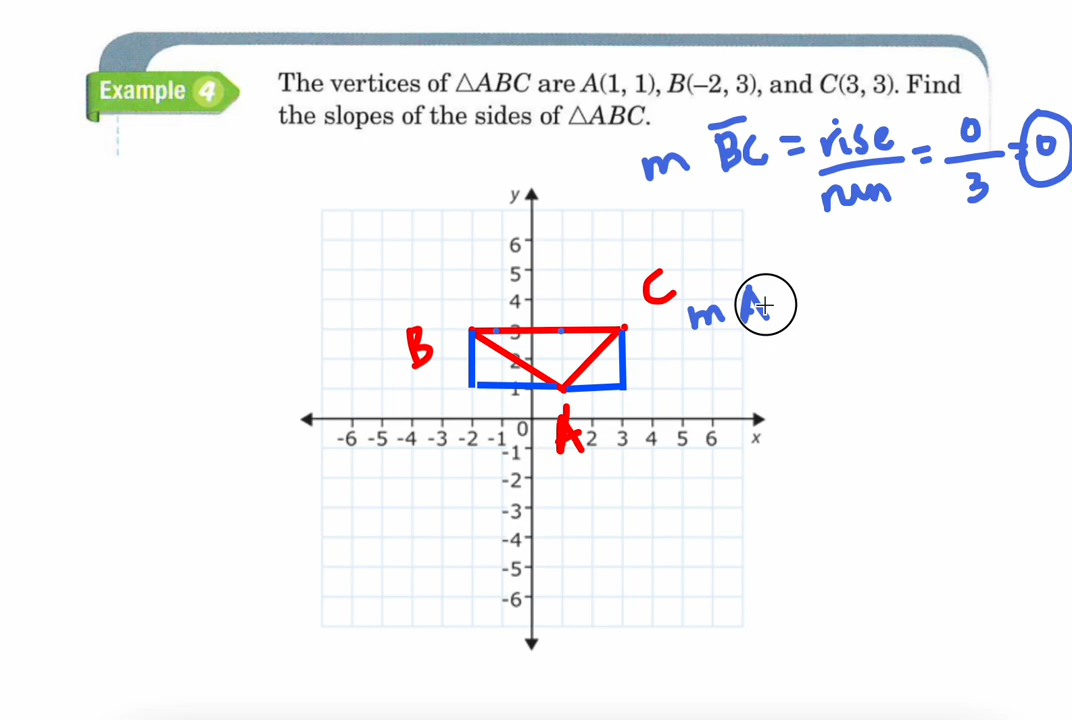 Example 4
The vertices of △ABC are A(1, 1), B(–2, 3), and C(3, 3). Find
the slopes of the sides of △ABC.
m B̅C̅ = rise/run = 0/3 = 0
y
6
5
4
3
2
1
C
m A
B
A
-6 -5 -4 -3 -2 -1 0 2 3 4 5 6 x
-1
-2
-3
-4
-5
-6